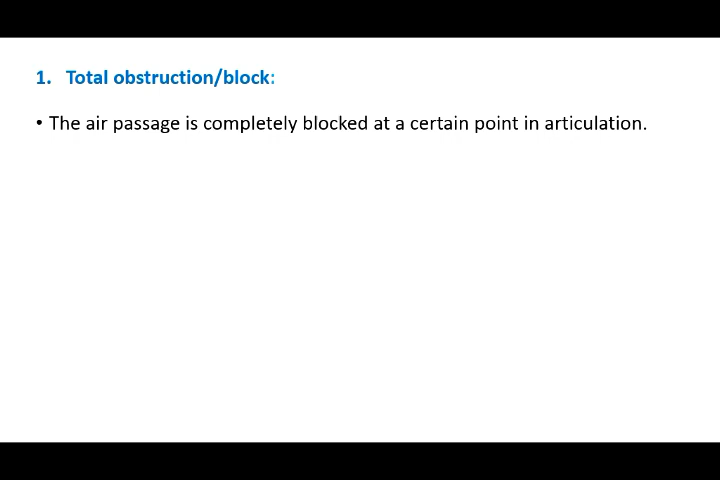 1. Total obstruction/block:
• The air passage is completely blocked at a certain point in articulation.